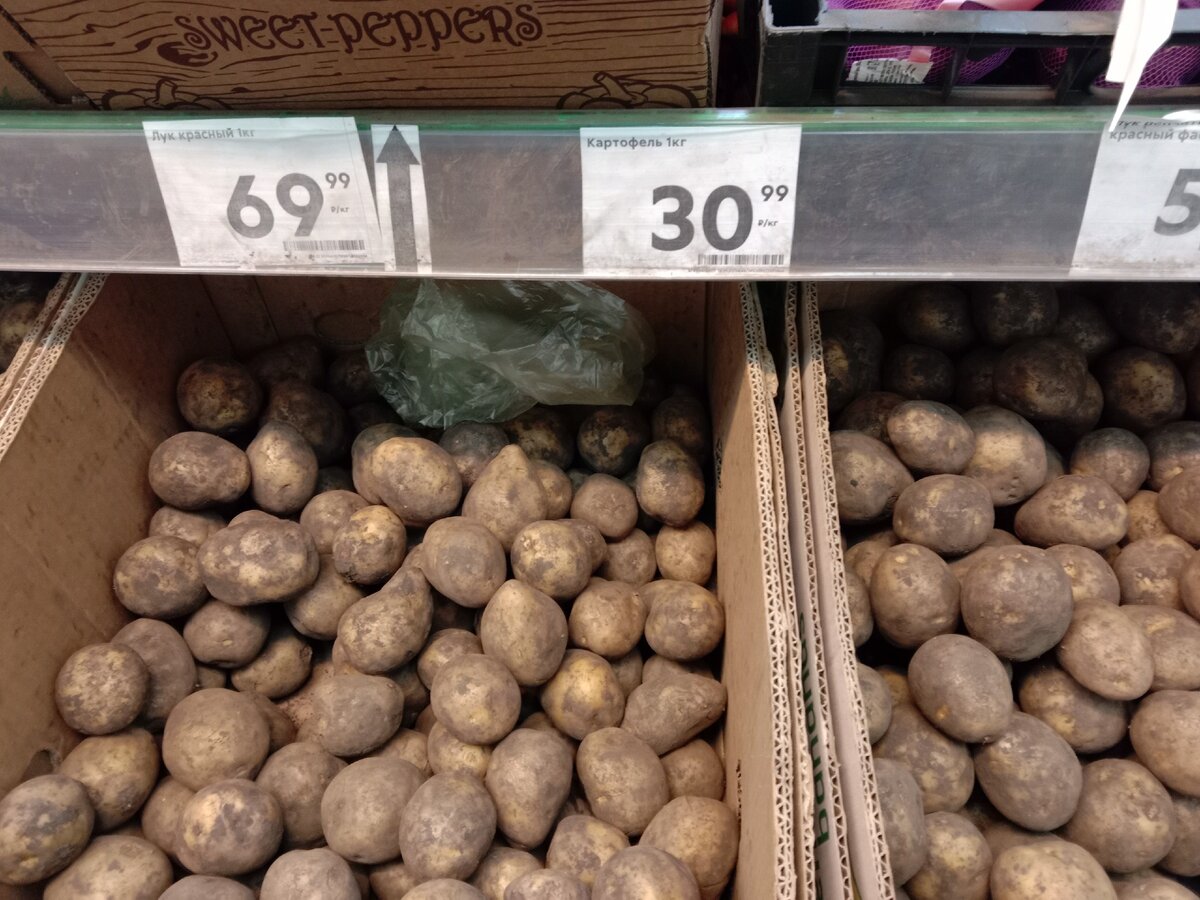 SWEET-PEPPERS
Лук красный 1кг
69 99
₽/кг
Картофель 1кг
30 99
₽/кг
красный
5